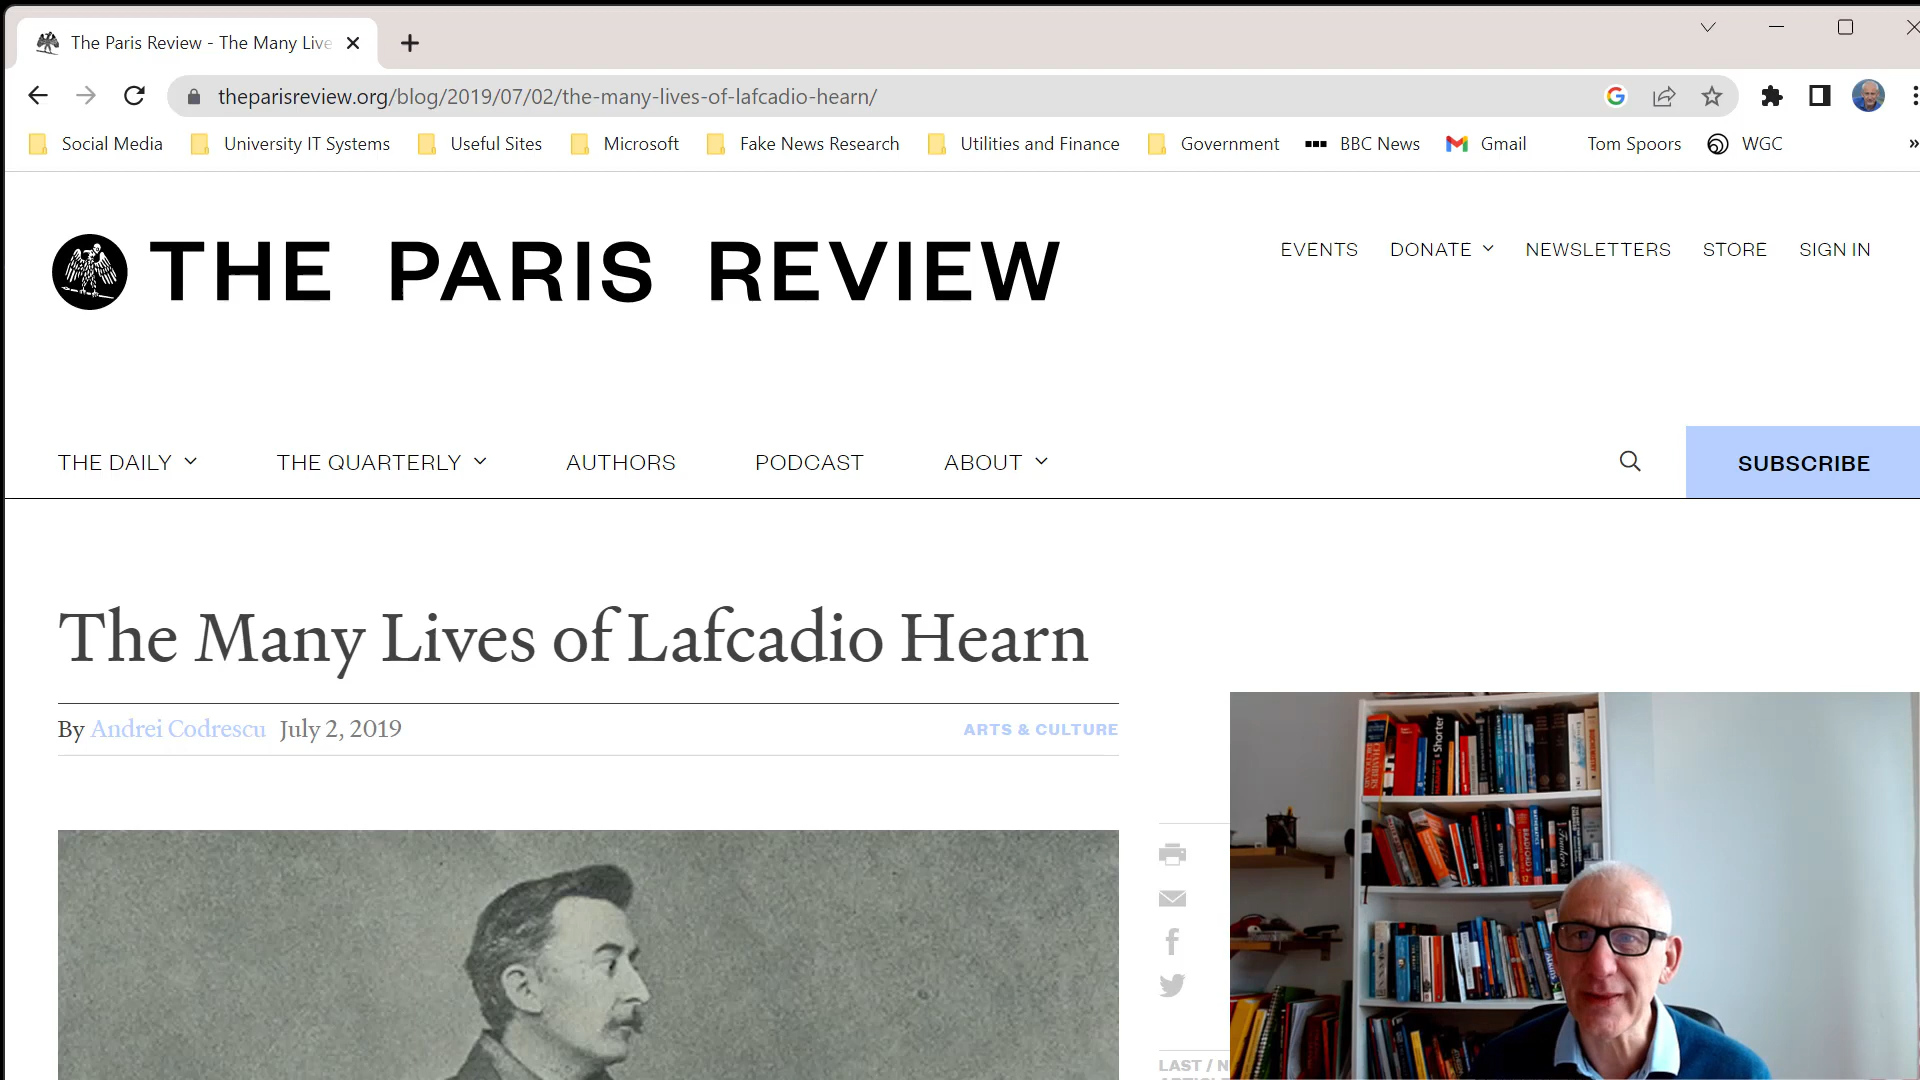 The Paris Review - The Many Live
theparisreview.org/blog/2019/07/02/the-many-lives-of-lafcadio-hearn/
Social Media University IT Systems Useful Sites Microsoft Fake News Research Utilities and Finance Government BBC News Gmail Tom Spoors WGC
THE PARIS REVIEW
EVENTS DONATE NEWSLETTERS STORE SIGN IN
THE DAILY THE QUARTERLY AUTHORS PODCAST ABOUT SUBSCRIBE
The Many Lives of Lafcadio Hearn
By Andrei Codrescu July 2, 2019 ARTS & CULTURE
LAST / N